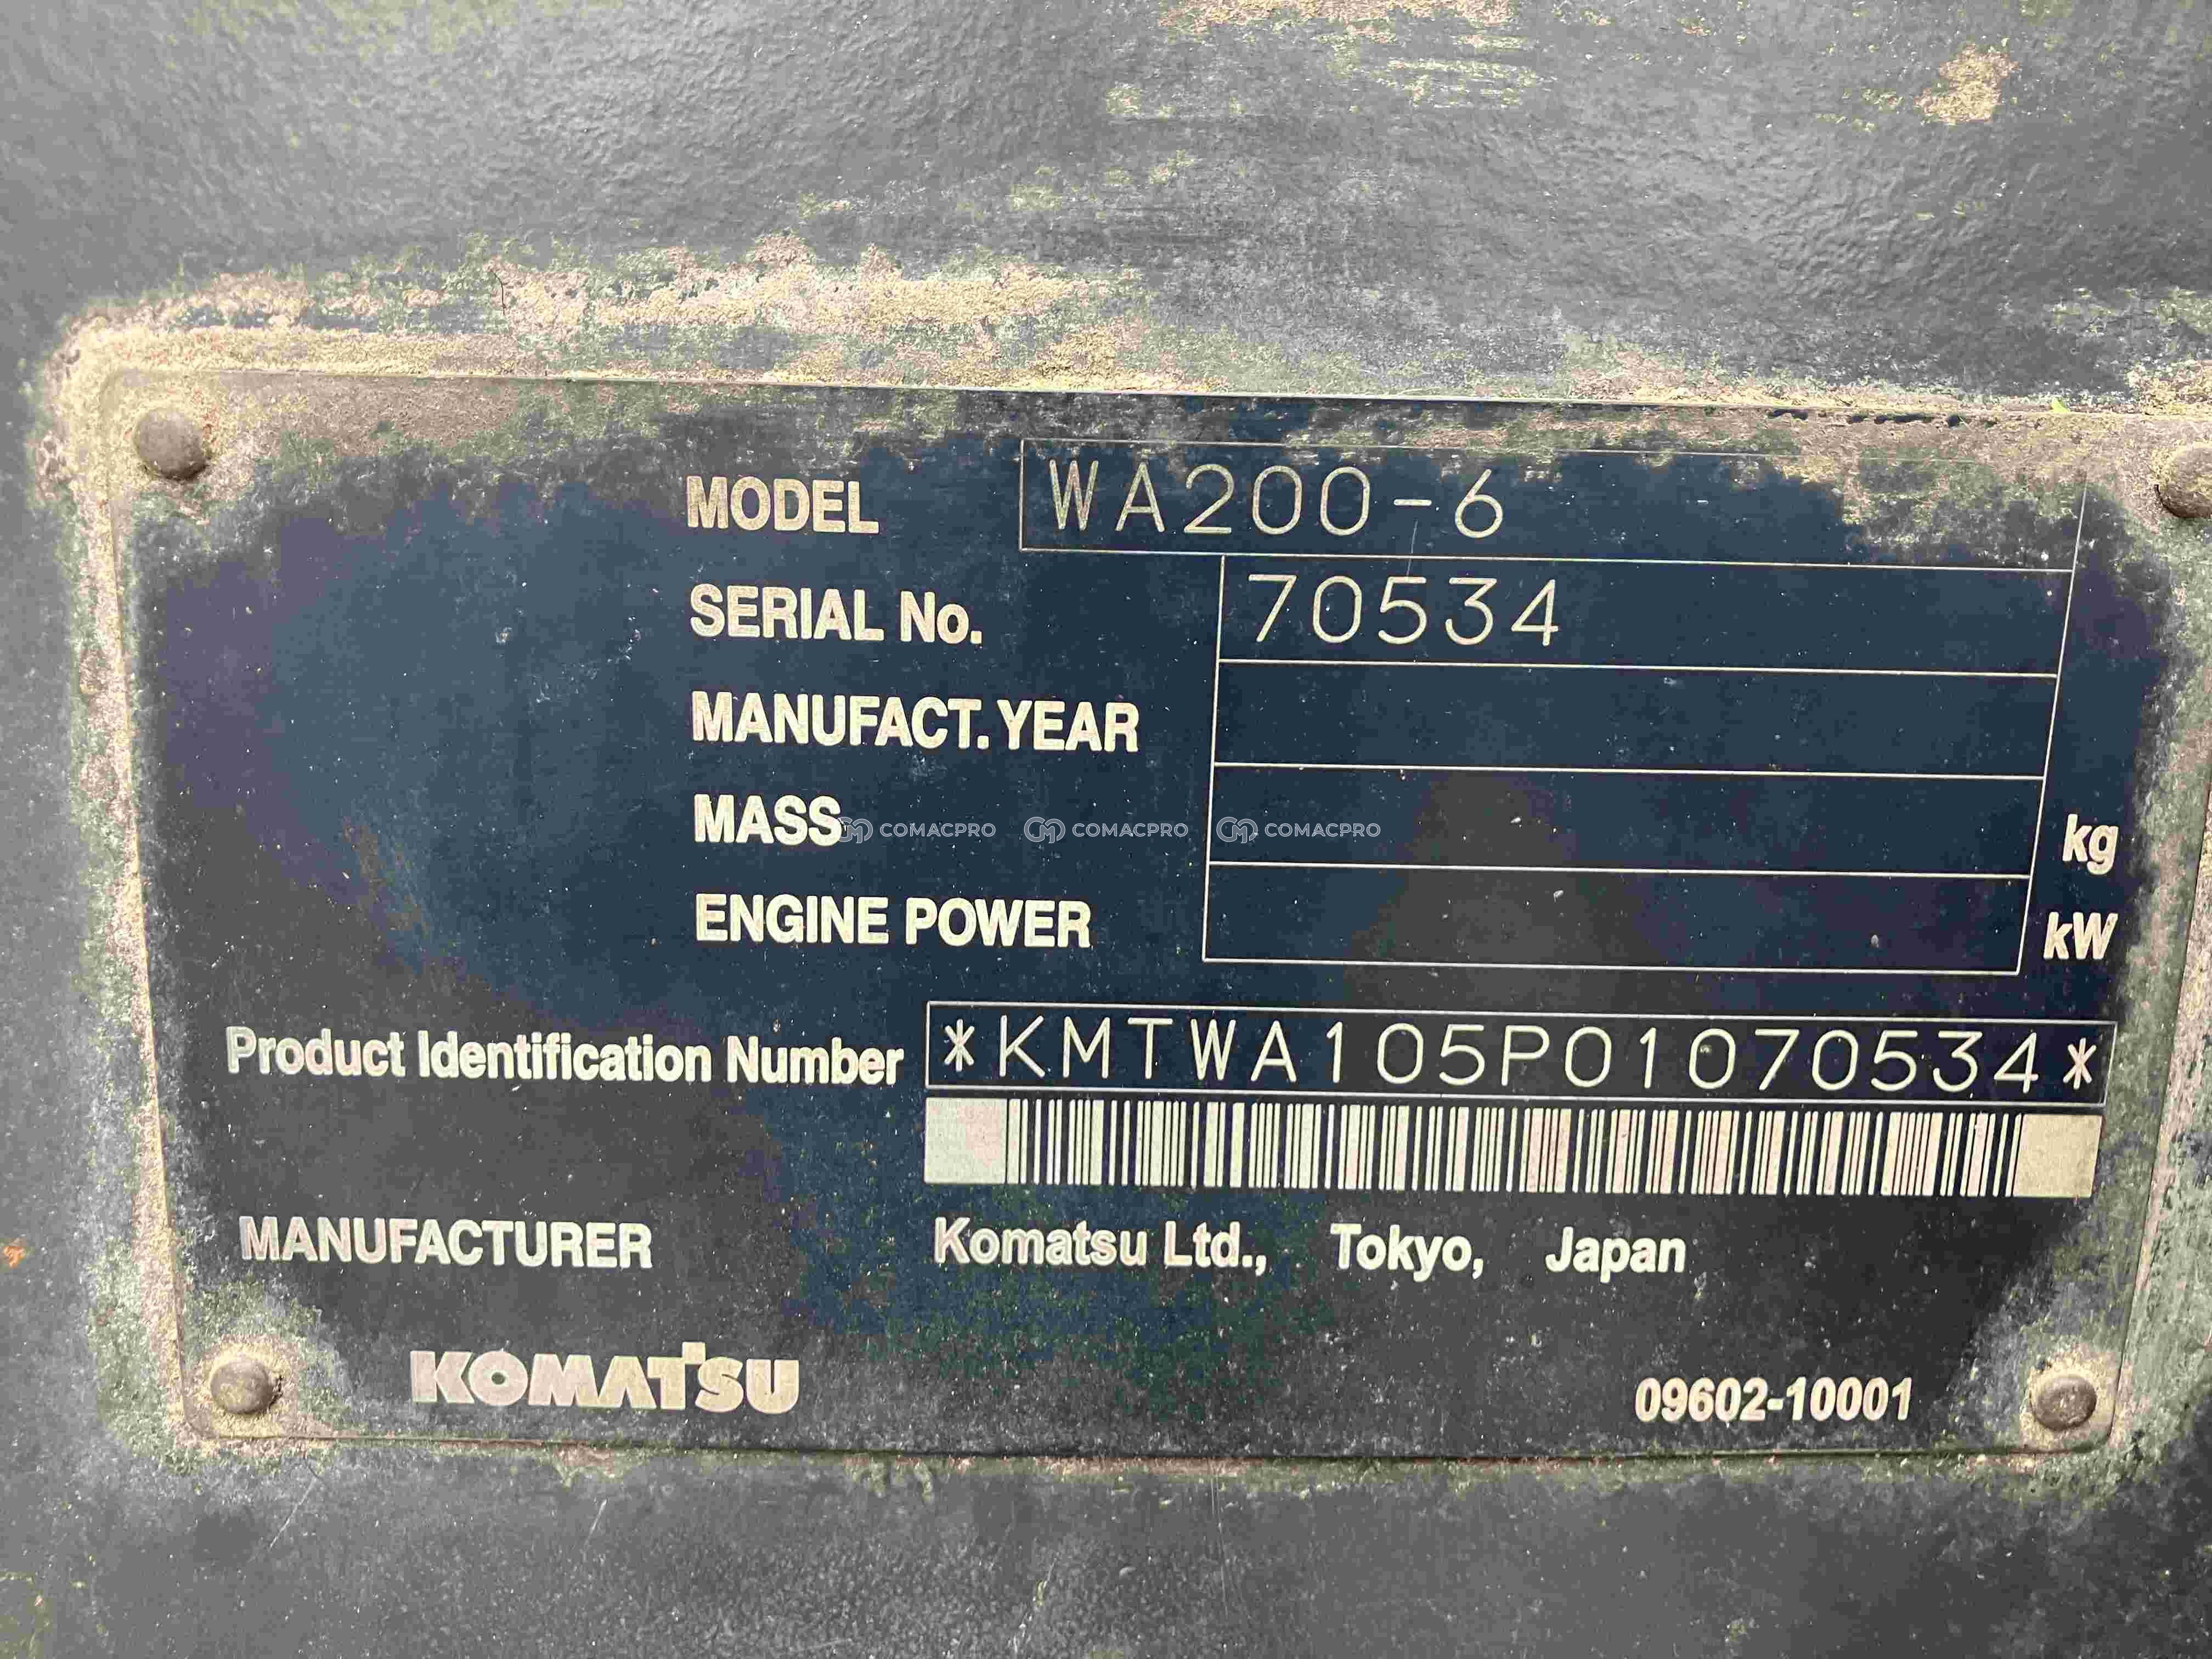 MODEL WA200-6
SERIAL No. 70534
MANUFACT. YEAR
MASS kg
COMACPRO COMACPRO COMACPRO
ENGINE POWER kW
Product Identification Number *KMTWA105P01070534*
MANUFACTURER Komatsu Ltd., Tokyo, Japan
KOMATSU 09602-10001